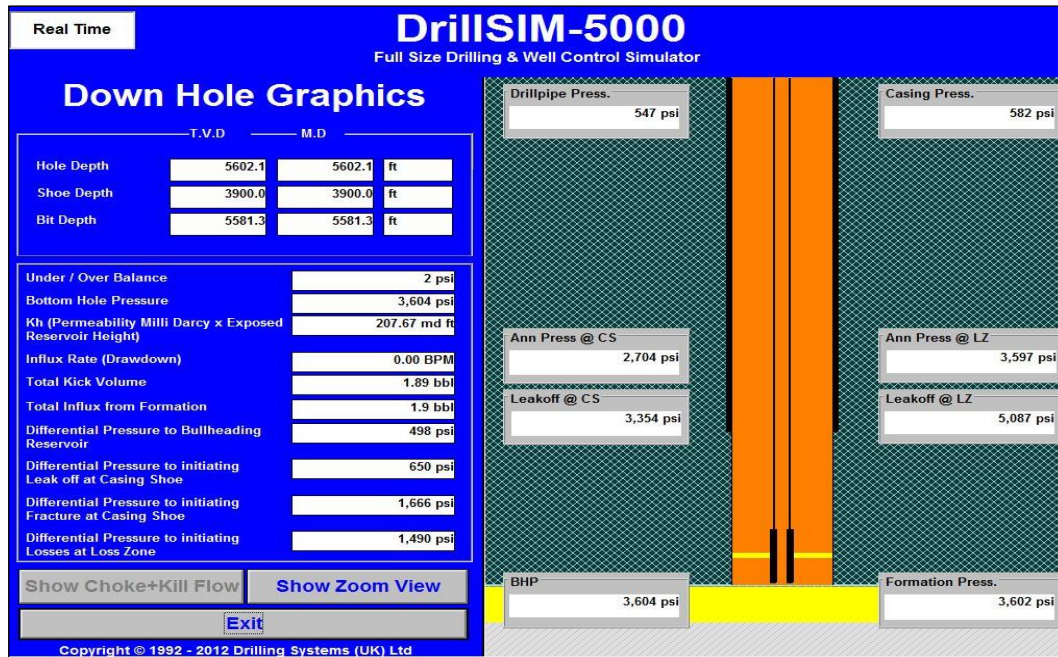 Real Time
DrillSIM-5000
Full Size Drilling & Well Control Simulator
Down Hole Graphics
T.V.D M.D
Hole Depth 5602.1 5602.1 ft
Shoe Depth 3900.0 3900.0 ft
Bit Depth 5581.3 5581.3 ft
Under / Over Balance 2 psi
Bottom Hole Pressure 3,604 psi
Kh (Permeability Milli Darcy x Exposed 207.67 md ft
Reservoir Height)
Influx Rate (Drawdown) 0.00 BPM
Total Kick Volume 1.89 bbl
Total Influx from Formation 1.9 bbl
Differential Pressure to Bullheading 498 psi
Reservoir
Differential Pressure to initiating 650 psi
Leak off at Casing Shoe
Differential Pressure to initiating 1,666 psi
Fracture at Casing Shoe
Differential Pressure to initiating 1,490 psi
Losses at Loss Zone
Show Choke+Kill Flow Show Zoom View
Exit
Copyright © 1992 - 2012 Drilling Systems (UK) Ltd
Drillpipe Press.
547 psi
Casing Press.
582 psi
Ann Press @ CS
2,704 psi
Ann Press @ LZ
3,597 psi
Leakoff @ CS
3,354 psi
Leakoff @ LZ
5,087 psi
BHP
3,604 psi
Formation Press.
3,602 psi